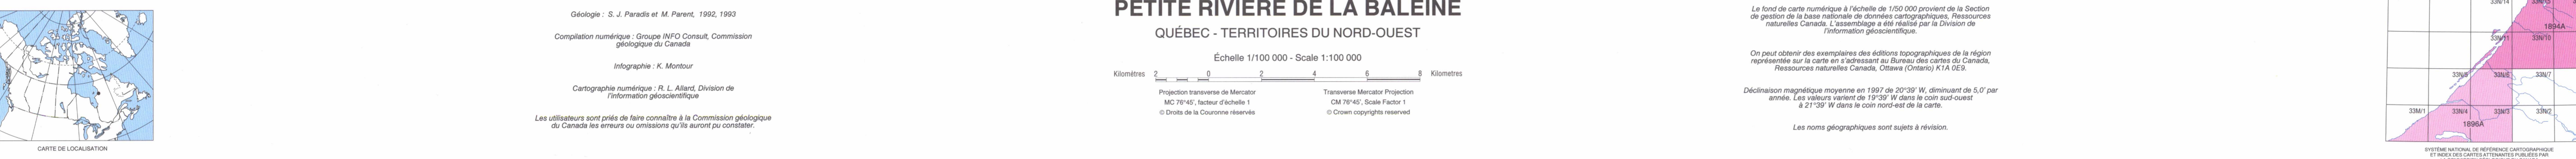 CARTE DE LOCALISATION
Géologie : S. J. Paradis et M. Parent, 1992, 1993
Compilation numérique : Groupe INFO Consult, Commission
géologique du Canada
Infographie : K. Montour
Cartographie numérique : R. L. Allard, Division de
l'information géoscientifique
Les utilisateurs sont priés de faire connaître à la Commission géologique
du Canada les erreurs ou omissions qu'ils auront pu constater.
PETITE RIVIÈRE DE LA BALEINE
QUÉBEC - TERRITOIRES DU NORD-OUEST
Échelle 1/100 000 - Scale 1:100 000
Kilomètres 2 0 2 4 6 8 Kilometres
Projection transverse de Mercator
MC 76°45', facteur d'échelle 1
© Droits de la Couronne réservés
Transverse Mercator Projection
CM 76°45', Scale Factor 1
© Crown copyrights reserved
Le fond de carte numérique à l'échelle de 1/50 000 provient de la Section
de gestion de la base nationale de données cartographiques, Ressources
naturelles Canada. L'assemblage a été réalisé par la Division de
l'information géoscientifique.
On peut obtenir des exemplaires des éditions topographiques de la région
représentée sur la carte en s'adressant au Bureau des cartes du Canada,
Ressources naturelles Canada, Ottawa (Ontario) K1A 0E9.
Déclinaison magnétique moyenne en 1997 de 20°39' W, diminuant de 5,0' par
année. Les valeurs varient de 19°39' W dans le coin sud-ouest
à 21°39' W dans le coin nord-est de la carte.
Les noms géographiques sont sujets à révision.
33N/14
1894A
33N/11 33N/10
33N/5 33N/6 33N/7
33M/1 33N/4 33N/3 33N/2
1896A
SYSTÈME NATIONAL DE RÉFÉRENCE CARTOGRAPHIQUE
ET INDEX DES CARTES ATTENANTES PUBLIÉES PAR